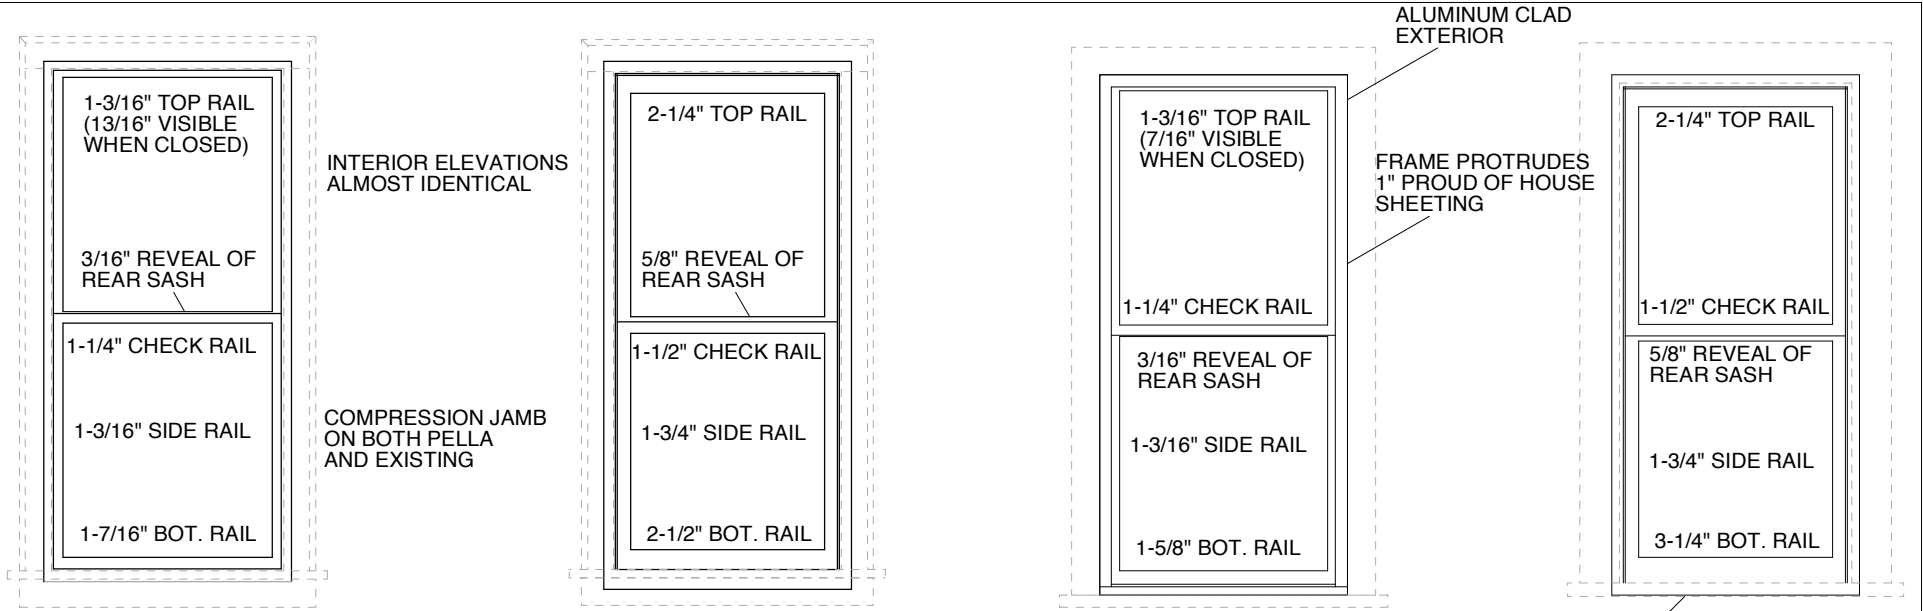 1-3/16" TOP RAIL
(13/16" VISIBLE
WHEN CLOSED)
3/16" REVEAL OF
REAR SASH
1-1/4" CHECK RAIL
1-3/16" SIDE RAIL
1-7/16" BOT. RAIL
INTERIOR ELEVATIONS
ALMOST IDENTICAL
COMPRESSION JAMB
ON BOTH PELLA
AND EXISTING
2-1/4" TOP RAIL
5/8" REVEAL OF
REAR SASH
1-1/2" CHECK RAIL
1-3/4" SIDE RAIL
2-1/2" BOT. RAIL
1-3/16" TOP RAIL
(7/16" VISIBLE
WHEN CLOSED)
1-1/4" CHECK RAIL
3/16" REVEAL OF
REAR SASH
1-3/16" SIDE RAIL
1-5/8" BOT. RAIL
ALUMINUM CLAD
EXTERIOR
FRAME PROTRUDES
1" PROUD OF HOUSE
SHEETING
2-1/4" TOP RAIL
1-1/2" CHECK RAIL
5/8" REVEAL OF
REAR SASH
1-3/4" SIDE RAIL
3-1/4" BOT. RAIL